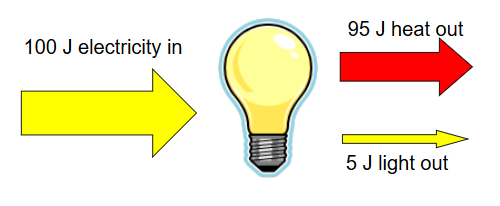 100 J electricity in
95 J heat out
5 J light out